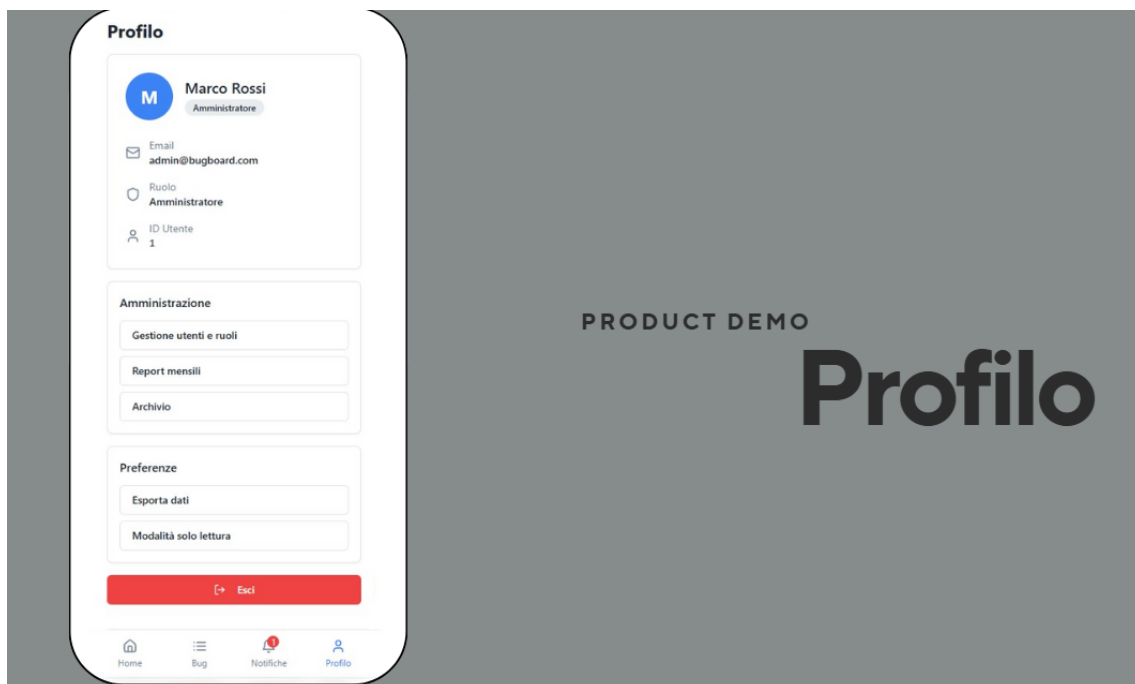 Profilo
M
Marco Rossi
Amministratore
Email
admin@bugboard.com
Ruolo
Amministratore
ID Utente
1
Amministrazione
Gestione utenti e ruoli
Report mensili
Archivio
Preferenze
Esporta dati
Modalità solo lettura
Esci
1
Home Bug Notifiche Profilo
PRODUCT DEMO
Profilo